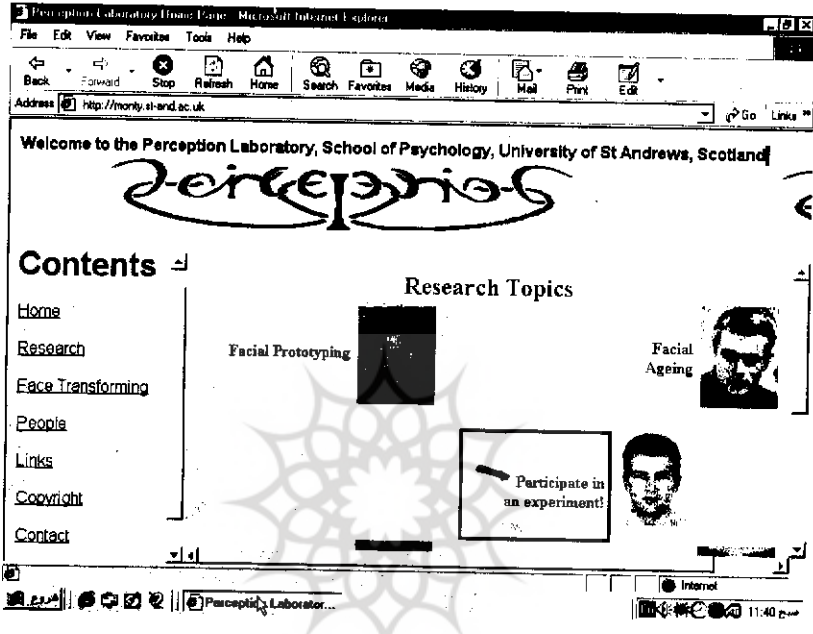 Perception Laboratory Home Page - Microsoft Internet Explorer
File Edit View Favorites Tools Help
Back Forward Stop Refresh Home Search Favorites Media History Mail Print Edit
Address http://monty.st-and.ac.uk Go Links »
Welcome to the Perception Laboratory, School of Psychology, University of St Andrews, Scotland
Perception
Contents
Home
Research
Face Transforming
People
Links
Copyright
Contact
Research Topics
Facial Prototyping
Facial
Ageing
Participate in
an experiment!
Internet
Perception Laborator...
En 11:40